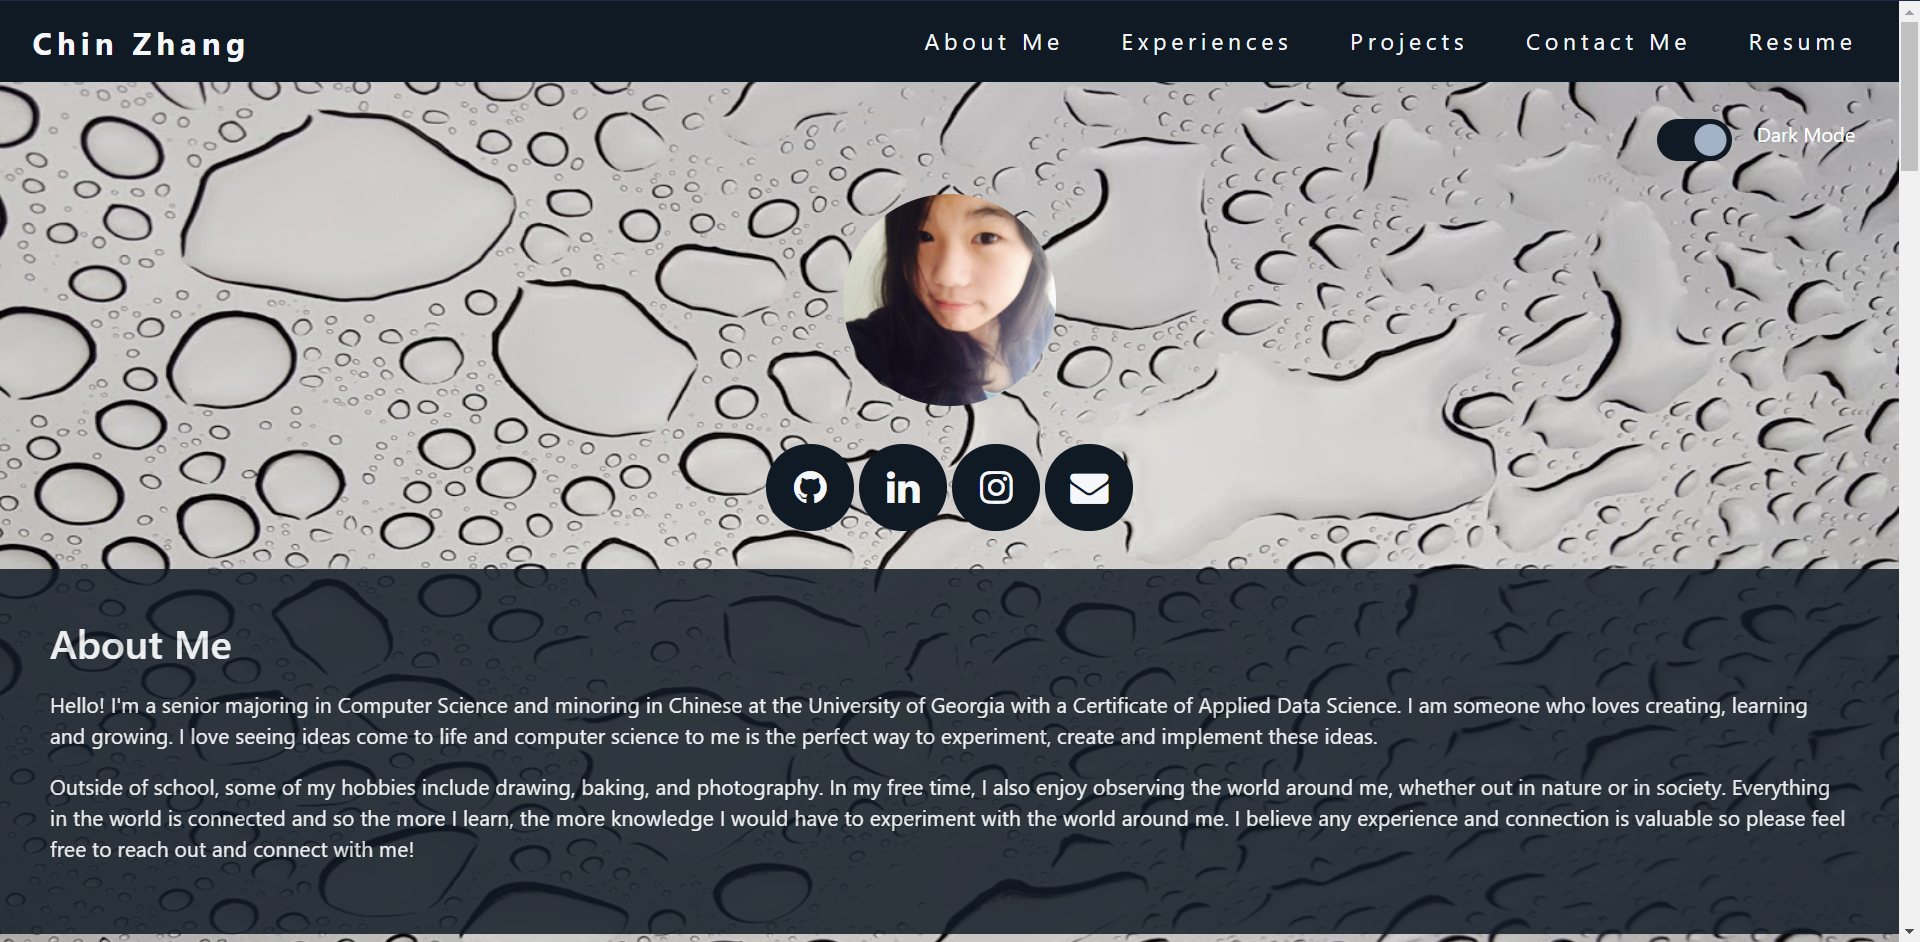 Chin Zhang
About Me Experiences Projects Contact Me Resume
Dark Mode
in
About Me
Hello! I'm a senior majoring in Computer Science and minoring in Chinese at the University of Georgia with a Certificate of Applied Data Science. I am someone who loves creating, learning
and growing. I love seeing ideas come to life and computer science to me is the perfect way to experiment, create and implement these ideas.
Outside of school, some of my hobbies include drawing, baking, and photography. In my free time, I also enjoy observing the world around me, whether out in nature or in society. Everything
in the world is connected and so the more I learn, the more knowledge I would have to experiment with the world around me. I believe any experience and connection is valuable so please feel
free to reach out and connect with me!